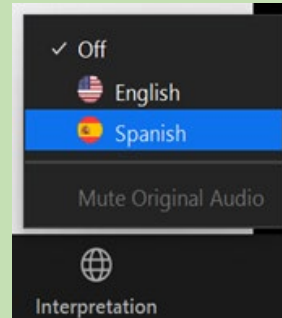 Off
English
Spanish
Mute Original Audio
Interpretation